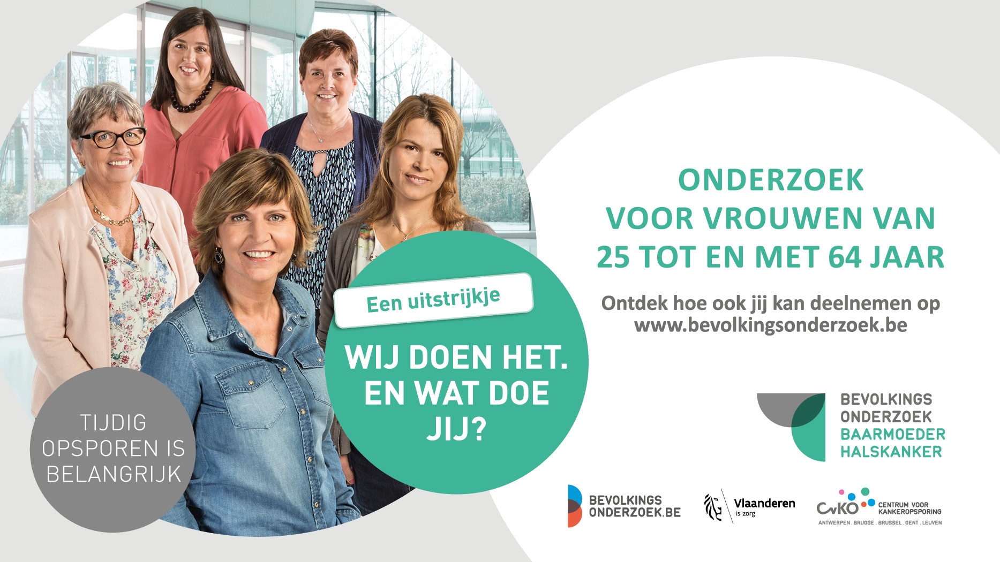 Een uitstrijkje
WIJ DOEN HET.
EN WAT DOE
JIJ?
TIJDIG
OPSPOREN IS
BELANGRIJK
ONDERZOEK
VOOR VROUWEN VAN
25 TOT EN MET 64 JAAR
Ontdek hoe ook jij kan deelnemen op
www.bevolkingsonderzoek.be
BEVOLKINGS
ONDERZOEK
BAARMOEDER
HALSKANKER
BEVOLKINGS
ONDERZOEK.BE
Vlaanderen
is zorg
CvKO
CENTRUM VOOR
KANKEROPSPORING
ANTWERPEN . BRUGGE . BRUSSEL . GENT . LEUVEN